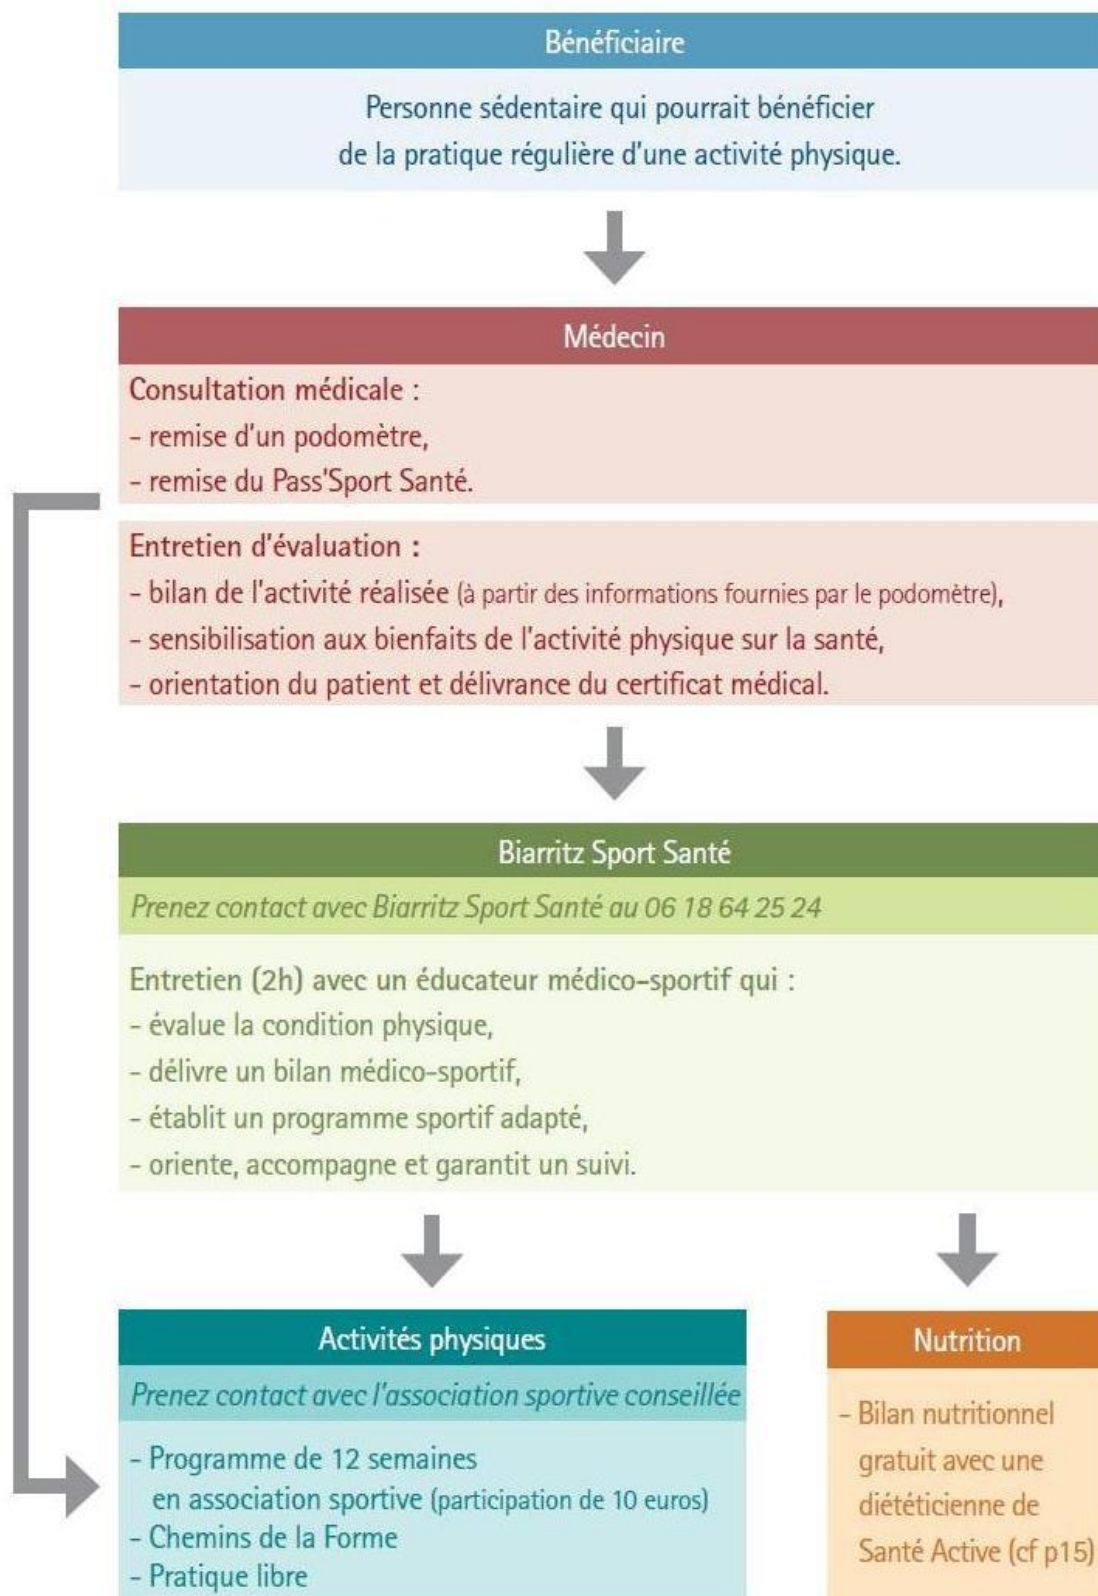 Bénéficiaire
Personne sédentaire qui pourrait bénéficier
de la pratique régulière d'une activité physique.
Médecin
Consultation médicale :
- remise d'un podomètre,
- remise du Pass'Sport Santé.
Entretien d'évaluation :
- bilan de l'activité réalisée (à partir des informations fournies par le podomètre),
- sensibilisation aux bienfaits de l'activité physique sur la santé,
- orientation du patient et délivrance du certificat médical.
Biarritz Sport Santé
Prenez contact avec Biarritz Sport Santé au 06 18 64 25 24
Entretien (2h) avec un éducateur médico-sportif qui :
- évalue la condition physique,
- délivre un bilan médico-sportif,
- établit un programme sportif adapté,
- oriente, accompagne et garantit un suivi.
Activités physiques
Prenez contact avec l'association sportive conseillée
- Programme de 12 semaines
en association sportive (participation de 10 euros)
- Chemins de la Forme
- Pratique libre
Nutrition
- Bilan nutritionnel
gratuit avec une
diététicienne de
Santé Active (cf p15)